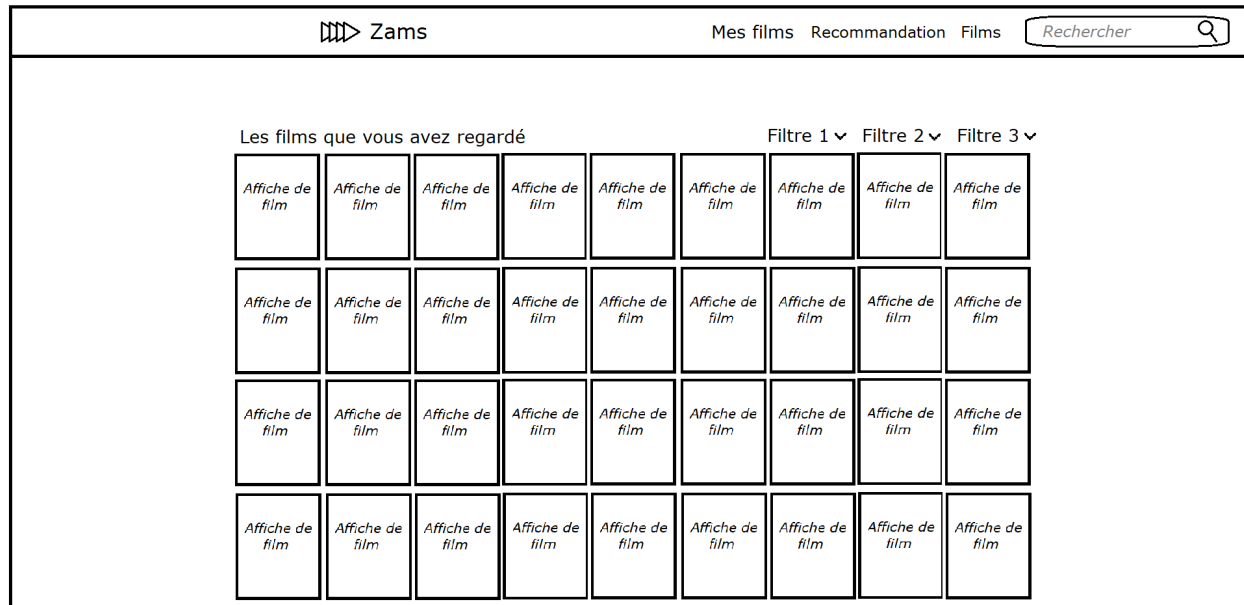 Zams
Mes films Recommandation Films Rechercher
Les films que vous avez regardé Filtre 1 Filtre 2 Filtre 3
Affiche de Affiche de Affiche de Affiche de Affiche de Affiche de Affiche de Affiche de Affiche de
film film film film film film film film film
Affiche de Affiche de Affiche de Affiche de Affiche de Affiche de Affiche de Affiche de Affiche de
film film film film film film film film film
Affiche de Affiche de Affiche de Affiche de Affiche de Affiche de Affiche de Affiche de Affiche de
film film film film film film film film film
Affiche de Affiche de Affiche de Affiche de Affiche de Affiche de Affiche de Affiche de Affiche de
film film film film film film film film film